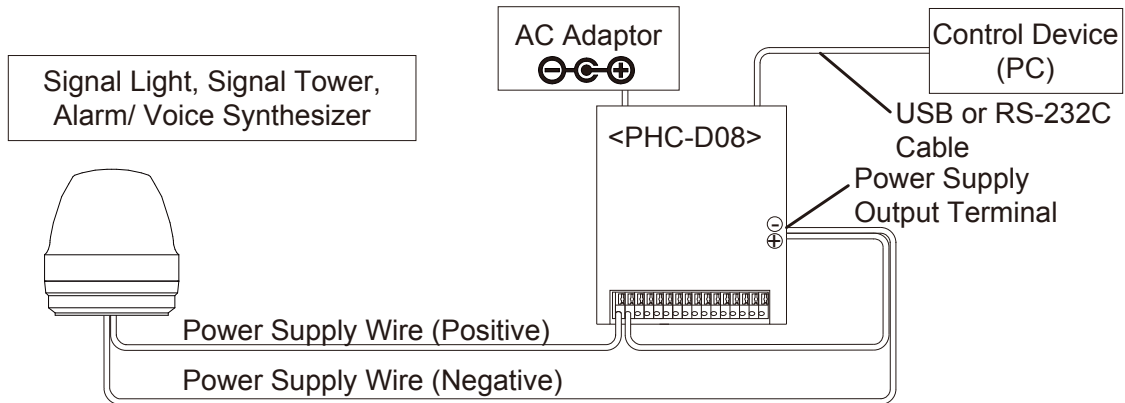 AC Adaptor
Control Device
(PC)
Signal Light, Signal Tower,
Alarm/ Voice Synthesizer
<PHC-D08>
USB or RS-232C
Cable
Power Supply
Output Terminal
Power Supply Wire (Positive)
Power Supply Wire (Negative)